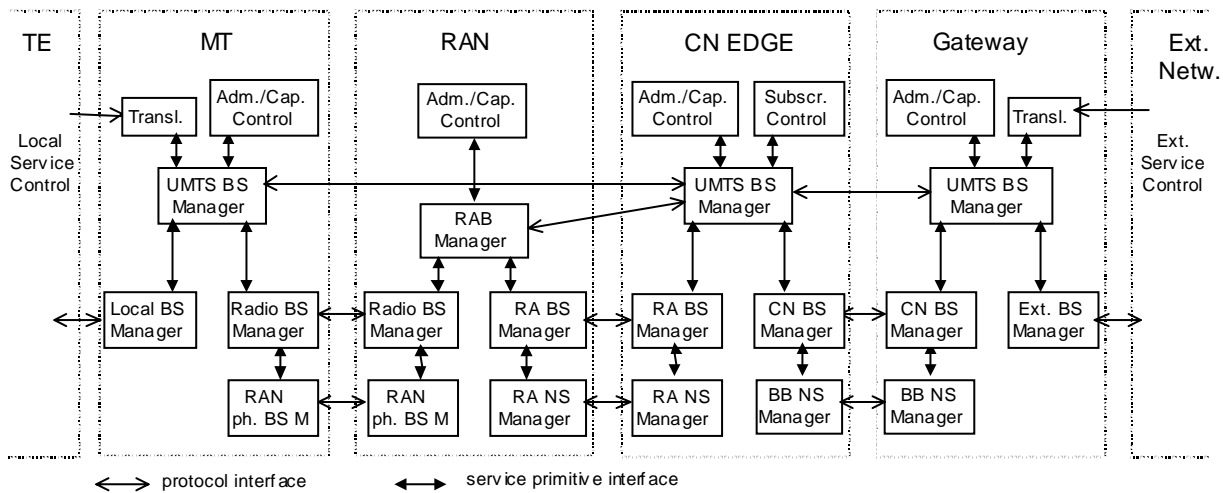 TE
MT
RAN
CN EDGE
Gateway
Ext.
Netw.
Transl.
Adm./Cap.
Control
Adm./Cap.
Control
Adm./Cap.
Control
Subscr.
Control
Adm./Cap.
Control
Transl.
Local
Service
Control
Ext.
Service
Control
UMTS BS
Manager
RAB
Manager
UMTS BS
Manager
UMTS BS
Manager
Local BS
Manager
Radio BS
Manager
Radio BS
Manager
RA BS
Manager
RA BS
Manager
CN BS
Manager
CN BS
Manager
Ext. BS
Manager
RAN
ph. BS M
RAN
ph. BS M
RA NS
Manager
RA NS
Manager
BB NS
Manager
BB NS
Manager
protocol interface
service primitive interface